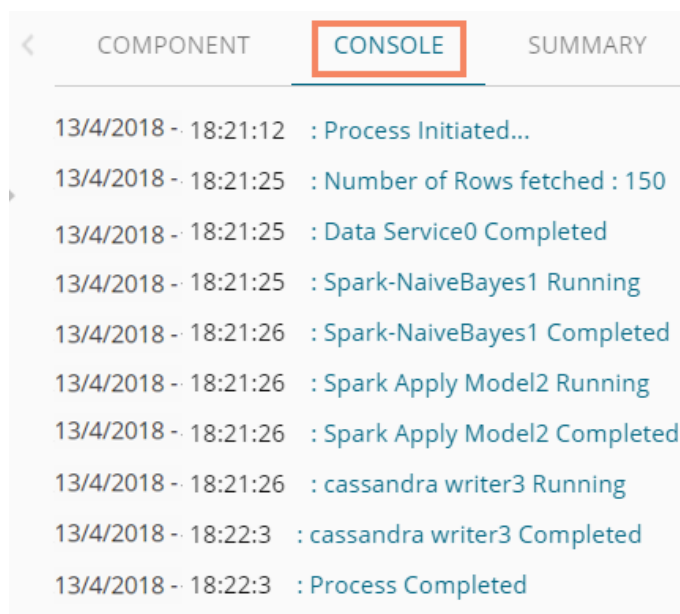 COMPONENT CONSOLE SUMMARY
13/4/2018 - 18:21:12 : Process Initiated...
13/4/2018 - 18:21:25 : Number of Rows fetched : 150
13/4/2018 - 18:21:25 : Data Service0 Completed
13/4/2018 - 18:21:25 : Spark-NaiveBayes1 Running
13/4/2018 - 18:21:26 : Spark-NaiveBayes1 Completed
13/4/2018 - 18:21:26 : Spark Apply Model2 Running
13/4/2018 - 18:21:26 : Spark Apply Model2 Completed
13/4/2018 - 18:21:26 : cassandra writer3 Running
13/4/2018 - 18:22:3 : cassandra writer3 Completed
13/4/2018 - 18:22:3 : Process Completed